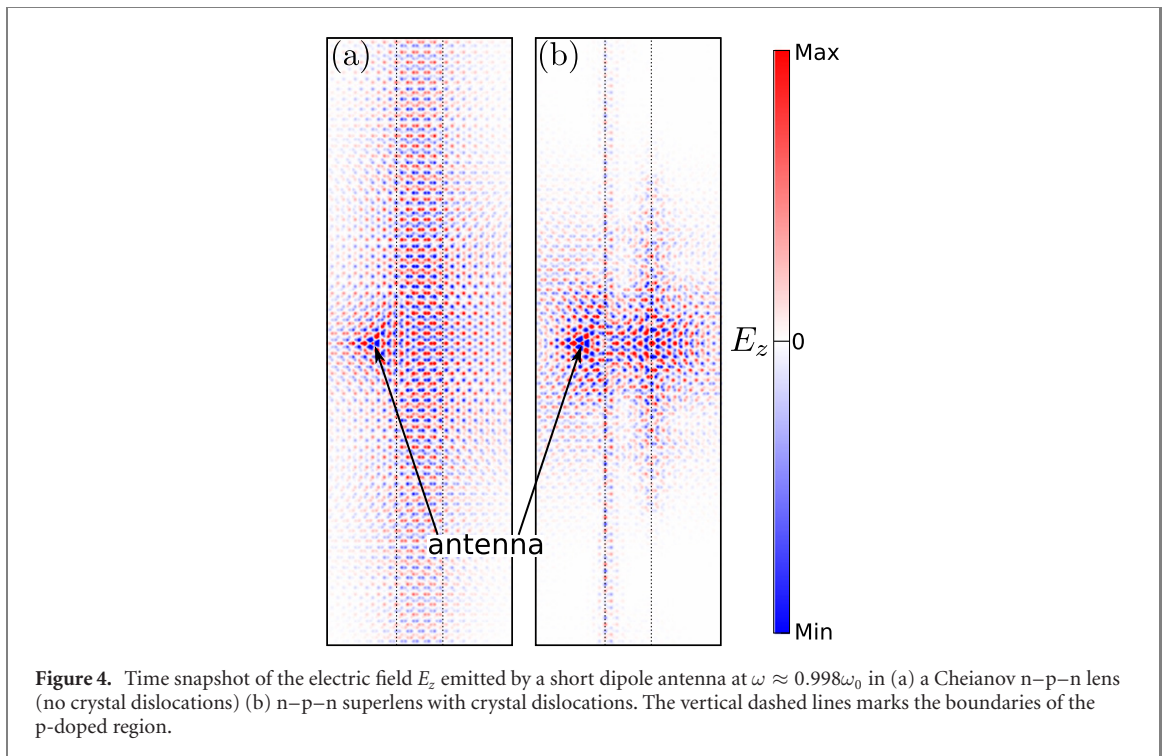 (a)
(b)
Max
E_z
0
antenna
Min
Figure 4. Time snapshot of the electric field E_z emitted by a short dipole antenna at ω ≈ 0.998ω_0 in (a) a Cheianov n–p–n lens
(no crystal dislocations) (b) n–p–n superlens with crystal dislocations. The vertical dashed lines marks the boundaries of the
p-doped region.